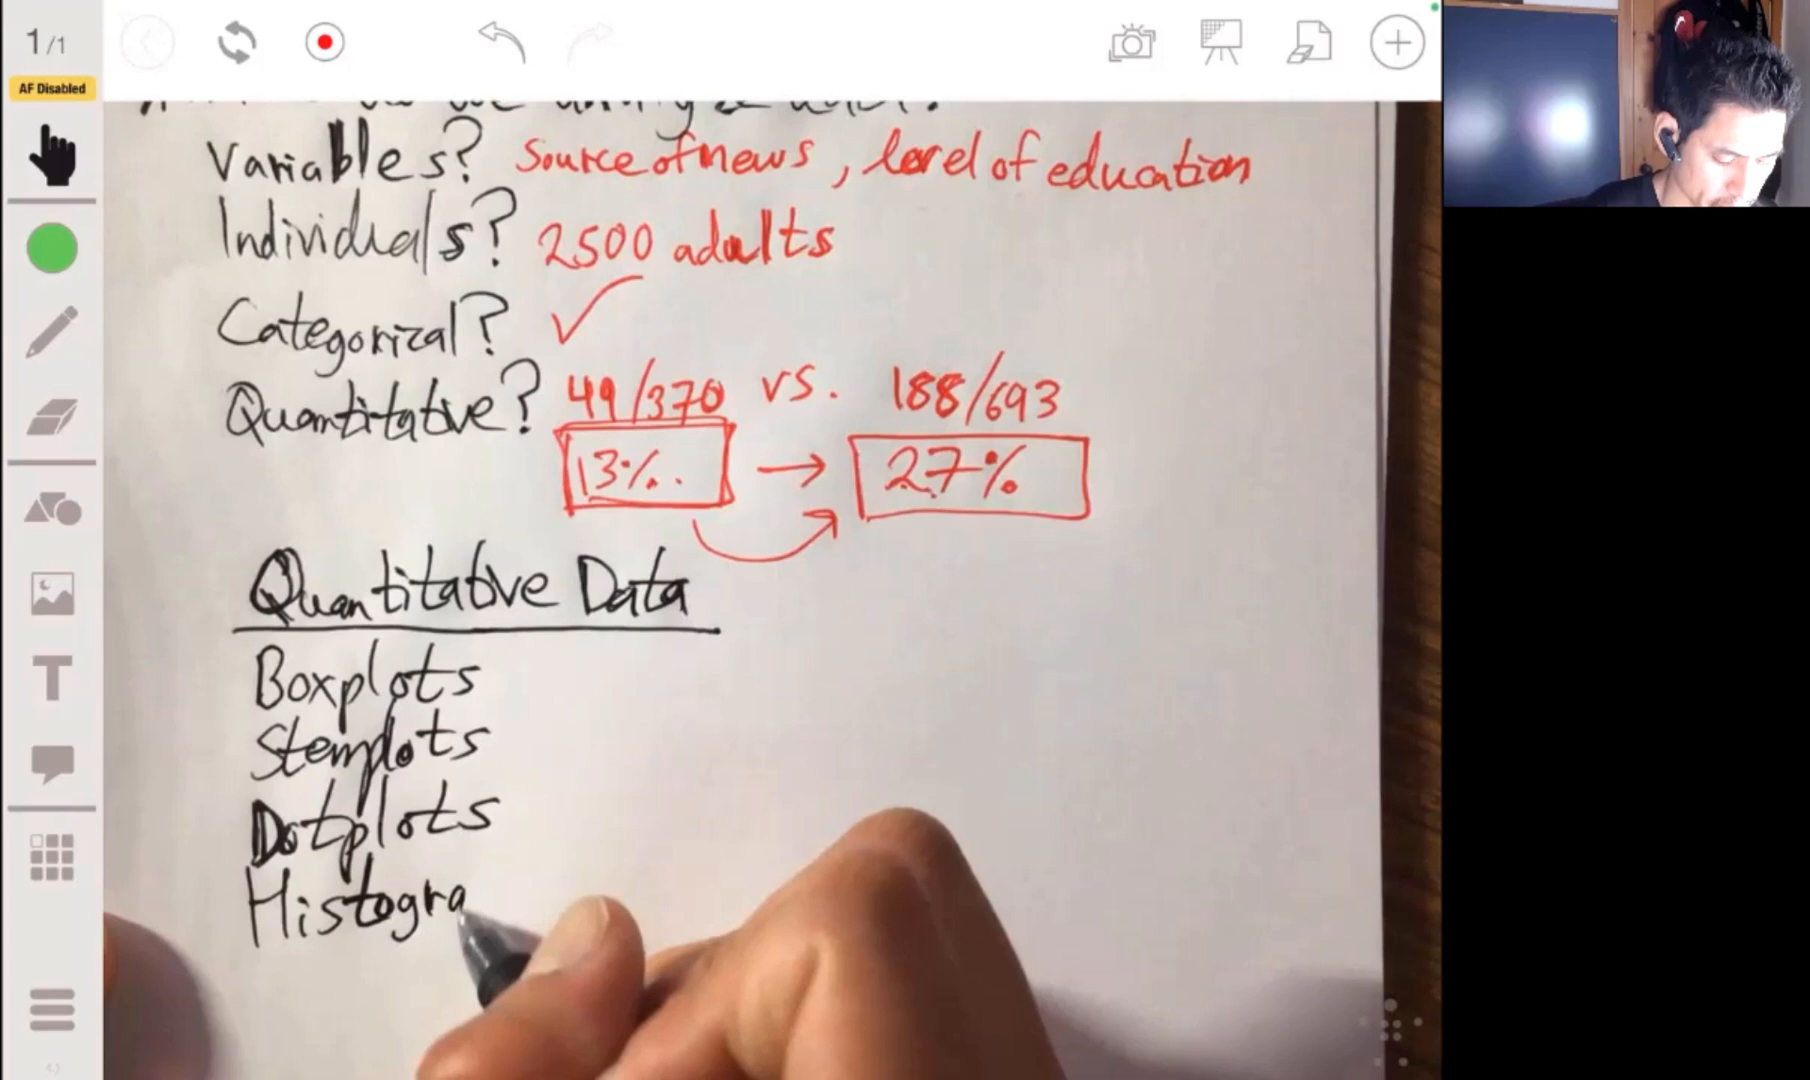 1/1
AF Disabled
Variables? Source of news, level of education
Individuals? 2500 adults
Categorical? ✓
Quantitative? 49/370 vs. 188/693
13%. → 27%
Quantitative Data
Boxplots
Stemplots
Dotplots
Histogra
T